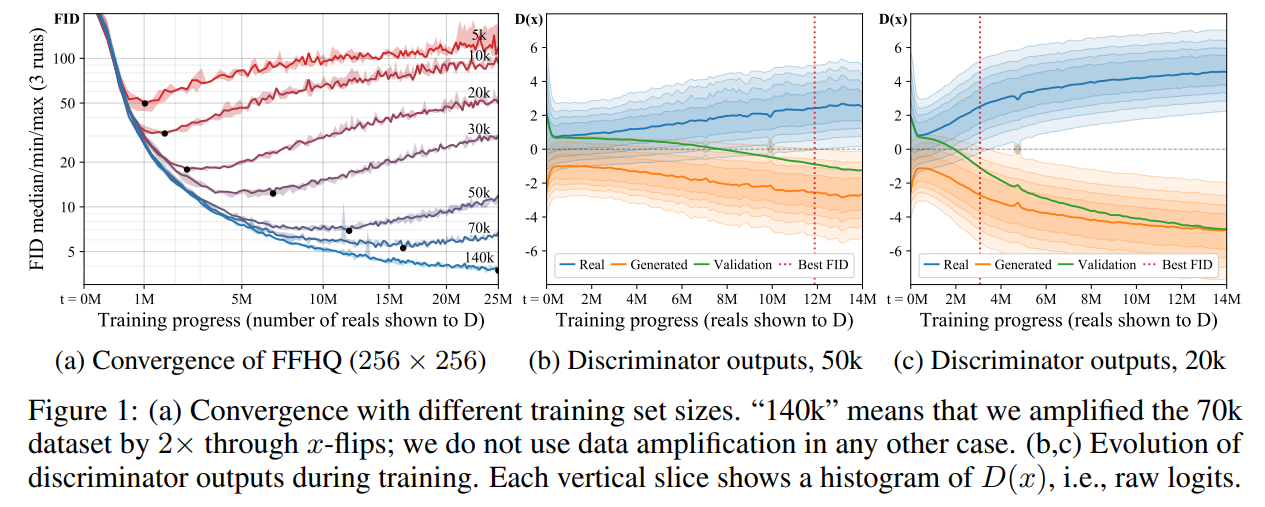 FID
FID median/min/max (3 runs)
100
50
20
10
5
5k
10k
20k
30k
50k
70k
140k
t = 0M 1M 5M 10M 15M 20M 25M
Training progress (number of reals shown to D)
(a) Convergence of FFHQ (256 × 256)
D(x)
6
4
2
0
−2
−4
−6
Real Generated Validation Best FID
t = 0M 2M 4M 6M 8M 10M 12M 14M
Training progress (reals shown to D)
(b) Discriminator outputs, 50k
D(x)
6
4
2
0
−2
−4
−6
Real Generated Validation Best FID
t = 0M 2M 4M 6M 8M 10M 12M 14M
Training progress (reals shown to D)
(c) Discriminator outputs, 20k
Figure 1: (a) Convergence with different training set sizes. “140k” means that we amplified the 70k
dataset by 2× through x-flips; we do not use data amplification in any other case. (b,c) Evolution of
discriminator outputs during training. Each vertical slice shows a histogram of D(x), i.e., raw logits.